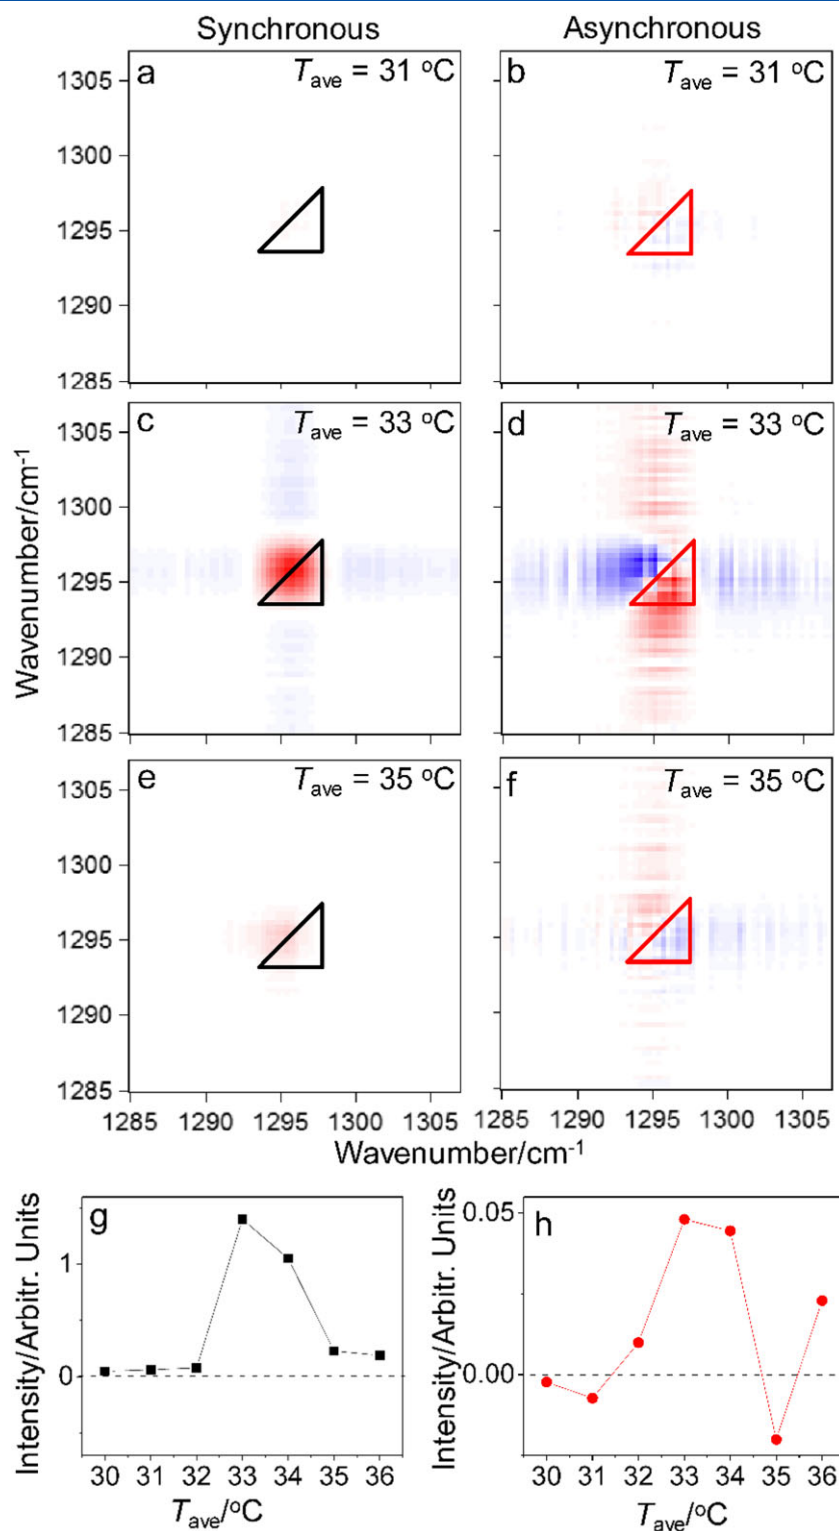 Synchronous
Asynchronous
a
T_ave = 31 °C
b
T_ave = 31 °C
1305
1300
1295
1290
1285
c
T_ave = 33 °C
d
T_ave = 33 °C
1305
1300
1295
1290
1285
e
T_ave = 35 °C
f
T_ave = 35 °C
1305
1300
1295
1290
1285
Wavenumber/cm⁻¹
1285 1290 1295 1300 1305
1285 1290 1295 1300 1305
Wavenumber/cm⁻¹
g
1
0
Intensity/Arbitr. Units
30 31 32 33 34 35 36
T_ave/°C
h
0.05
0.00
Intensity/Arbitr. Units
30 31 32 33 34 35 36
T_ave/°C